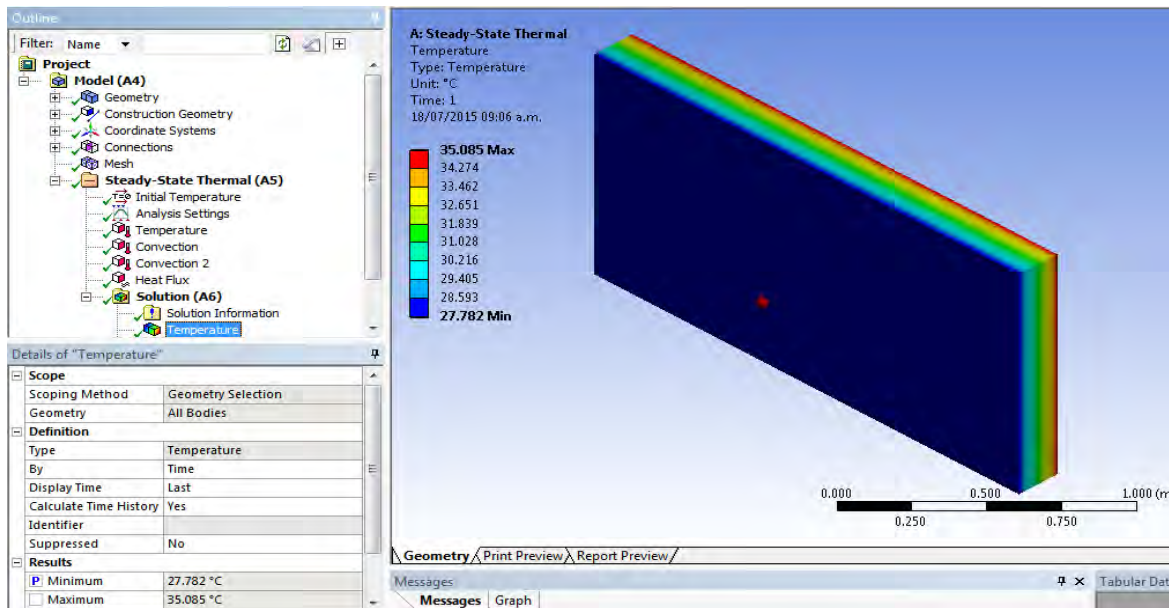 Outline
Filter: Name
Project
Model (A4)
Geometry
Construction Geometry
Coordinate Systems
Connections
Mesh
Steady-State Thermal (A5)
Initial Temperature
Analysis Settings
Temperature
Convection
Convection 2
Heat Flux
Solution (A6)
Solution Information
Temperature
Details of "Temperature"
Scope
Scoping Method Geometry Selection
Geometry All Bodies
Definition
Type Temperature
By Time
Display Time Last
Calculate Time History Yes
Identifier
Suppressed No
Results
P Minimum 27.782 °C
Maximum 35.085 °C
A: Steady-State Thermal
Temperature
Type: Temperature
Unit: °C
Time: 1
18/07/2015 09:06 a.m.
35.085 Max
34.274
33.462
32.651
31.839
31.028
30.216
29.405
28.593
27.782 Min
0.000 0.500 1.000 (m
0.250 0.750
Geometry Print Preview Report Preview
Messages
Messages Graph
Tabular Dat